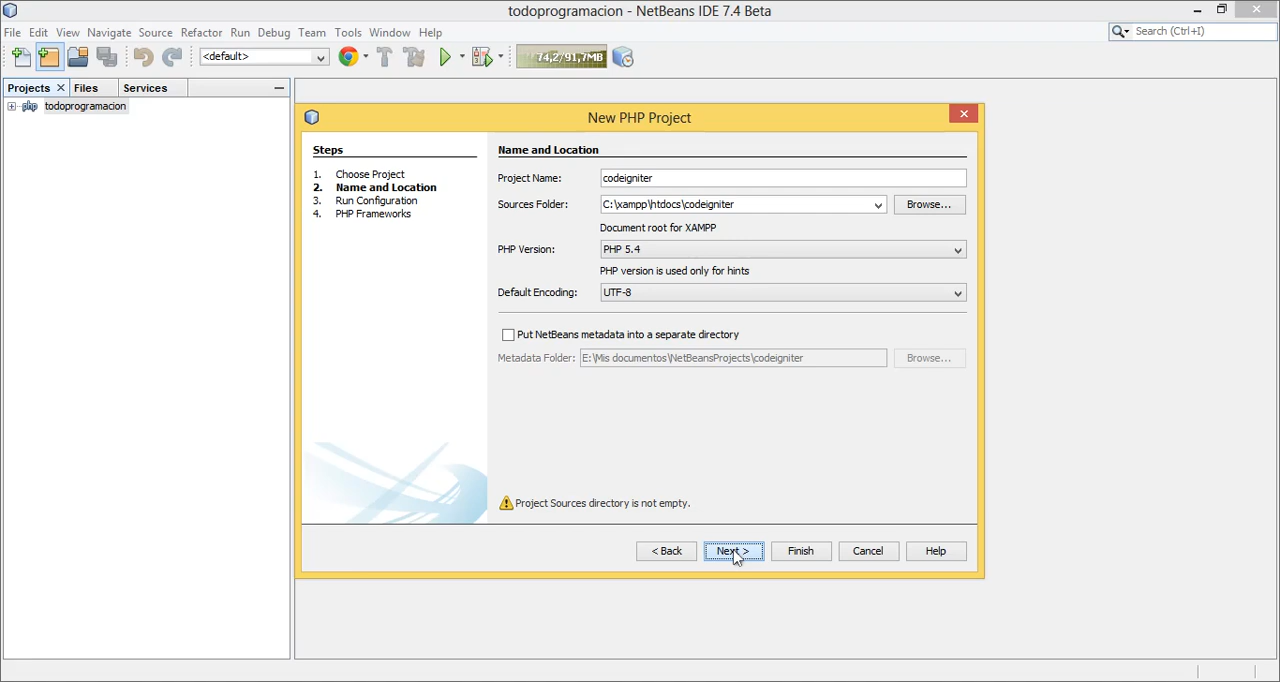 todoprogramacion - NetBeans IDE 7.4 Beta
File Edit View Navigate Source Refactor Run Debug Team Tools Window Help
Search (Ctrl+I)
<default>
74,2/91,7MB
Projects Files Services
php todoprogramacion
New PHP Project
Steps
1. Choose Project
2. Name and Location
3. Run Configuration
4. PHP Frameworks
Name and Location
Project Name: codeigniter
Sources Folder: C:\xampp\htdocs\codeigniter Browse...
Document root for XAMPP
PHP Version: PHP 5.4
PHP version is used only for hints
Default Encoding: UTF-8
Put NetBeans metadata into a separate directory
Metadata Folder: E:\Mis documentos\NetBeansProjects\codeigniter Browse...
Project Sources directory is not empty.
< Back Next > Finish Cancel Help